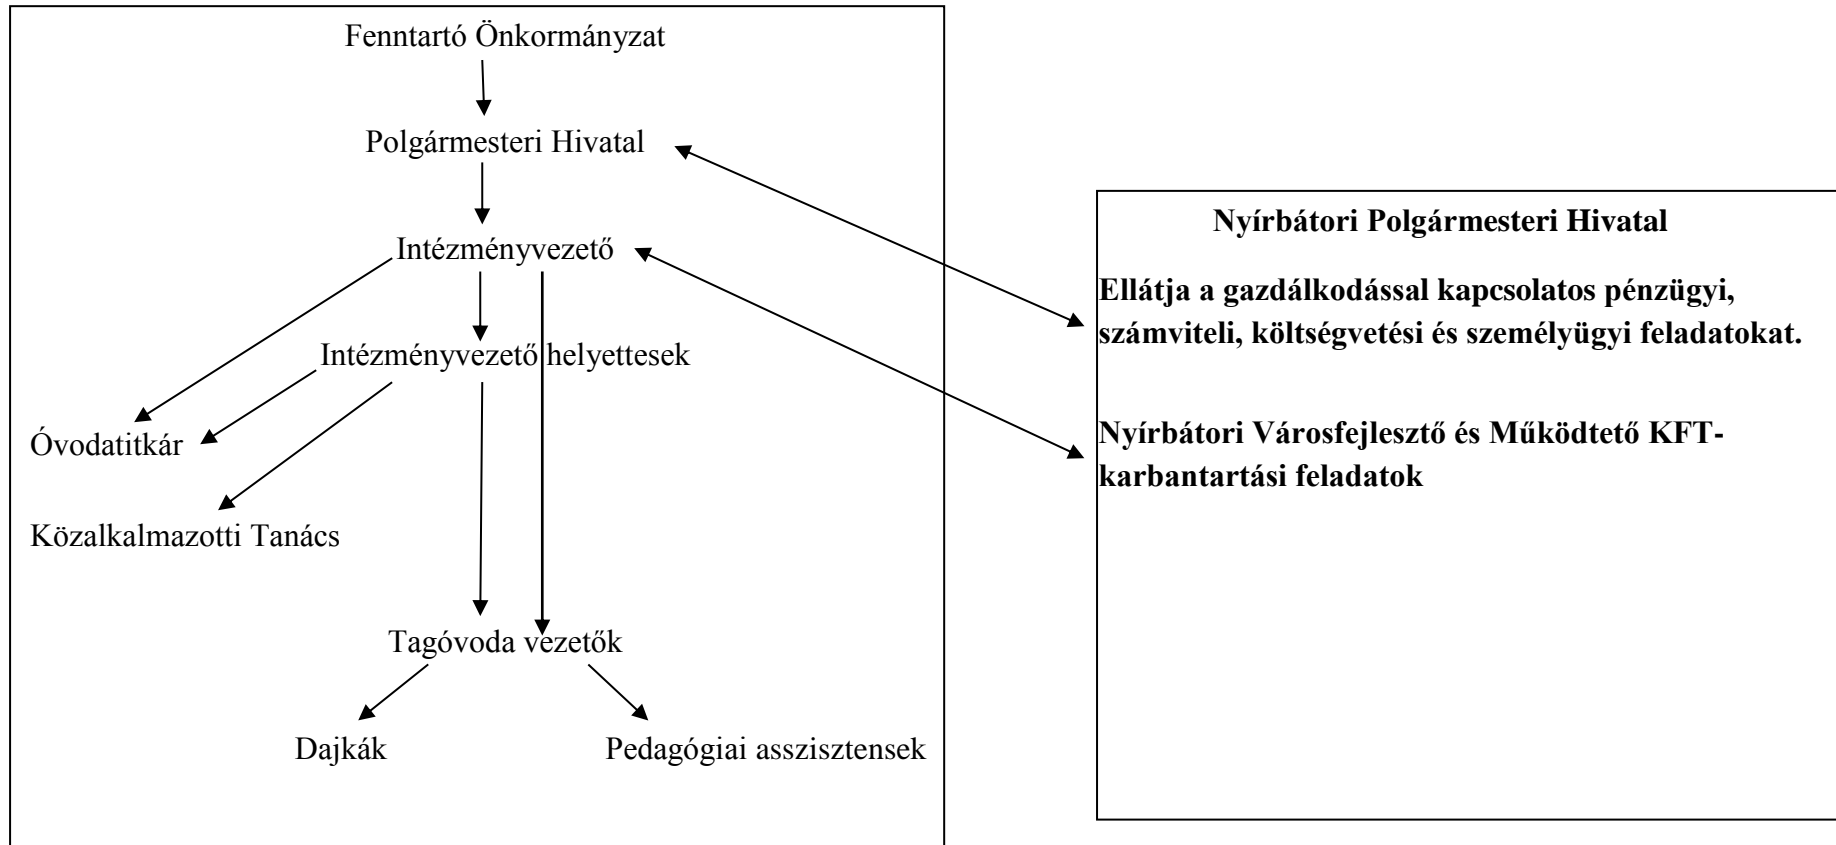 Fenntartó Önkormányzat
Polgármesteri Hivatal
Intézményvezető
Intézményvezető helyettesek
Óvodatitkár
Közalkalmazotti Tanács
Tagóvoda vezetők
Dajkák
Pedagógiai asszisztensek
Nyírbátori Polgármesteri Hivatal
Ellátja a gazdálkodással kapcsolatos pénzügyi,
számviteli, költségvetési és személyügyi feladatokat.
Nyírbátori Városfejlesztő és Működtető KFT-
karbantartási feladatok